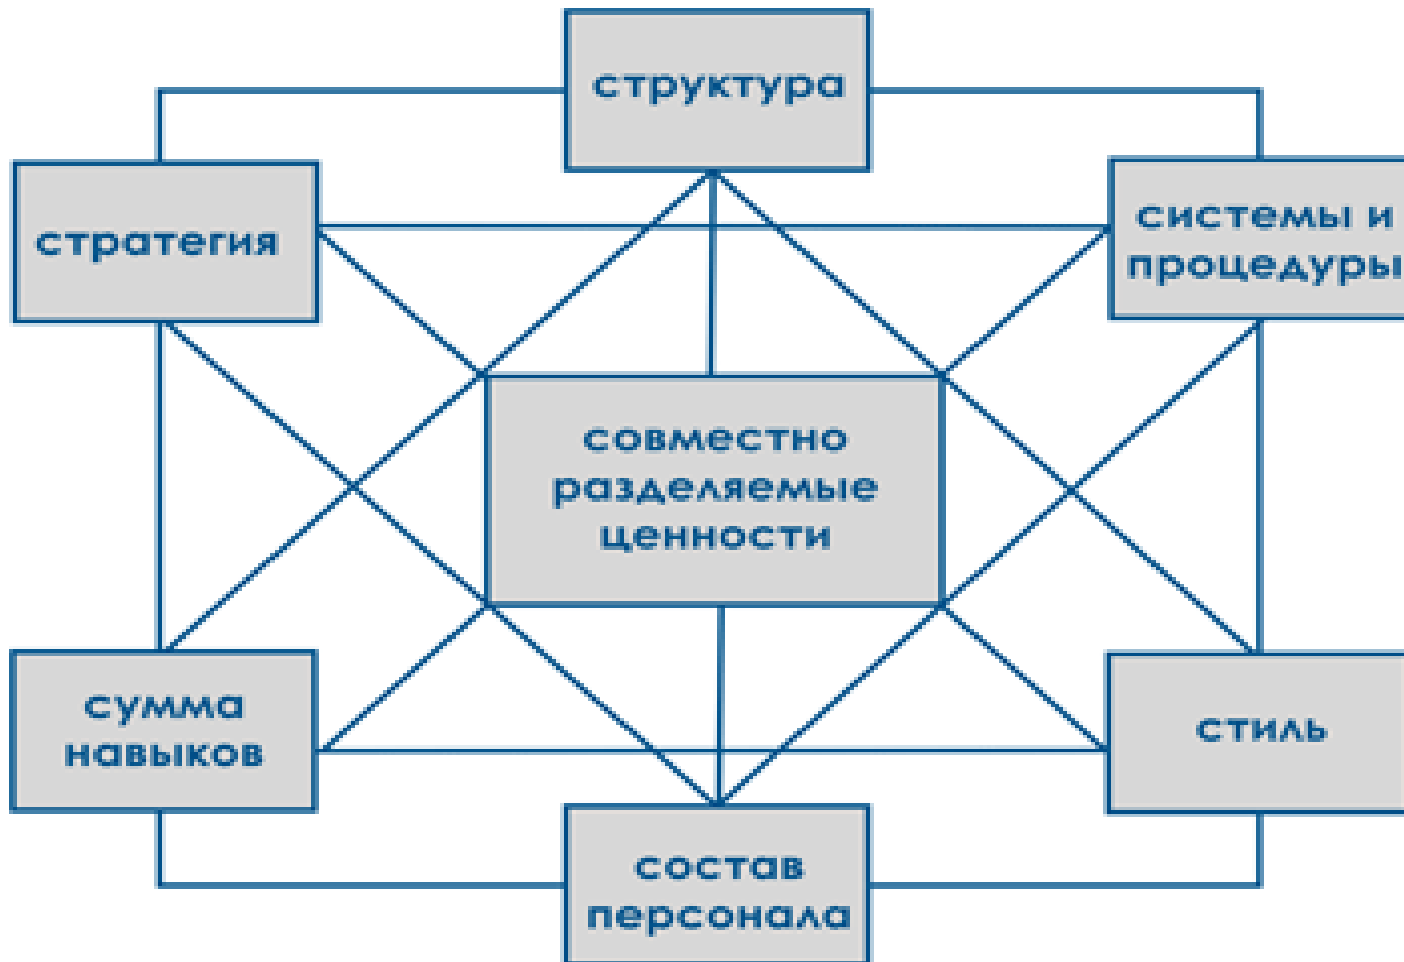 структура
стратегия
системы и
процедуры
совместно
разделяемые
ценности
сумма
навыков
стиль
состав
персонала